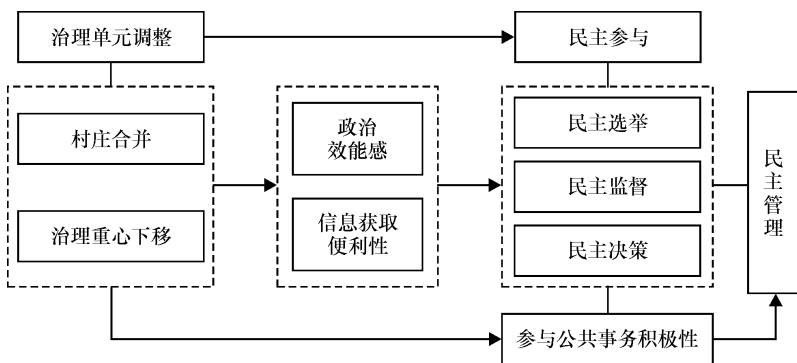 治理单元调整
民主参与
村庄合并
治理重心下移
政治
效能感
信息获取
便利性
民主选举
民主监督
民主决策
民主管理
参与公共事务积极性